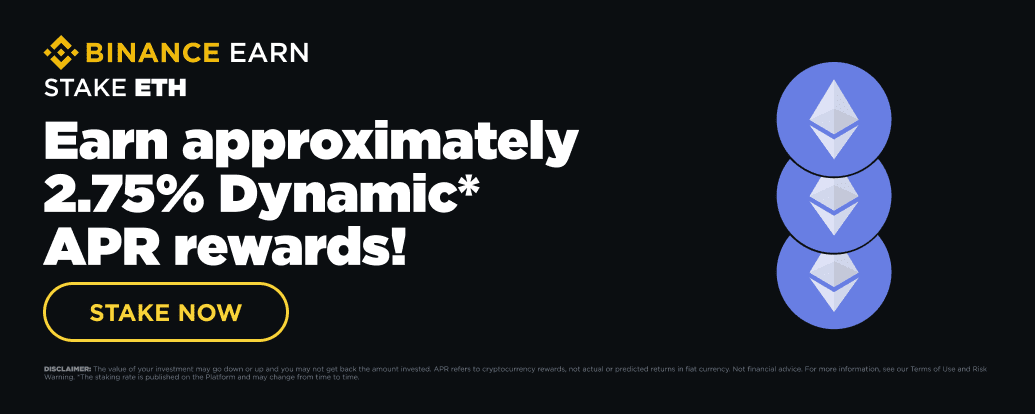 BINANCE EARN
STAKE ETH
Earn approximately
2.75% Dynamic*
APR rewards!
STAKE NOW
DISCLAIMER: The value of your investment may go down or up and you may not get back the amount invested. APR refers to cryptocurrency rewards, not actual or predicted returns in fiat currency. Not financial advice. For more information, see our Terms of Use and Risk
Warning. *The staking rate is published on the Platform and may change from time to time.